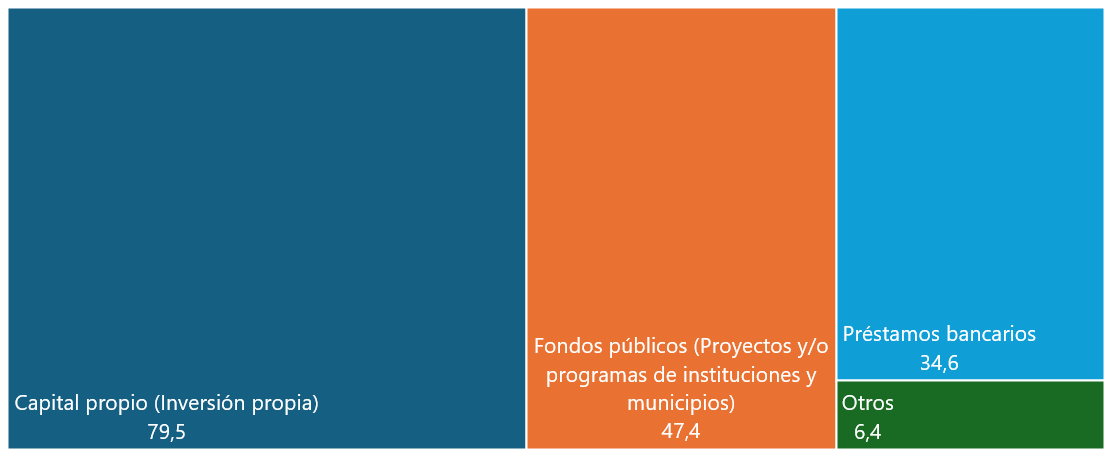 Capital propio (Inversión propia)
79,5
Fondos públicos (Proyectos y/o
programas de instituciones y
municipios)
47,4
Préstamos bancarios
34,6
Otros
6,4